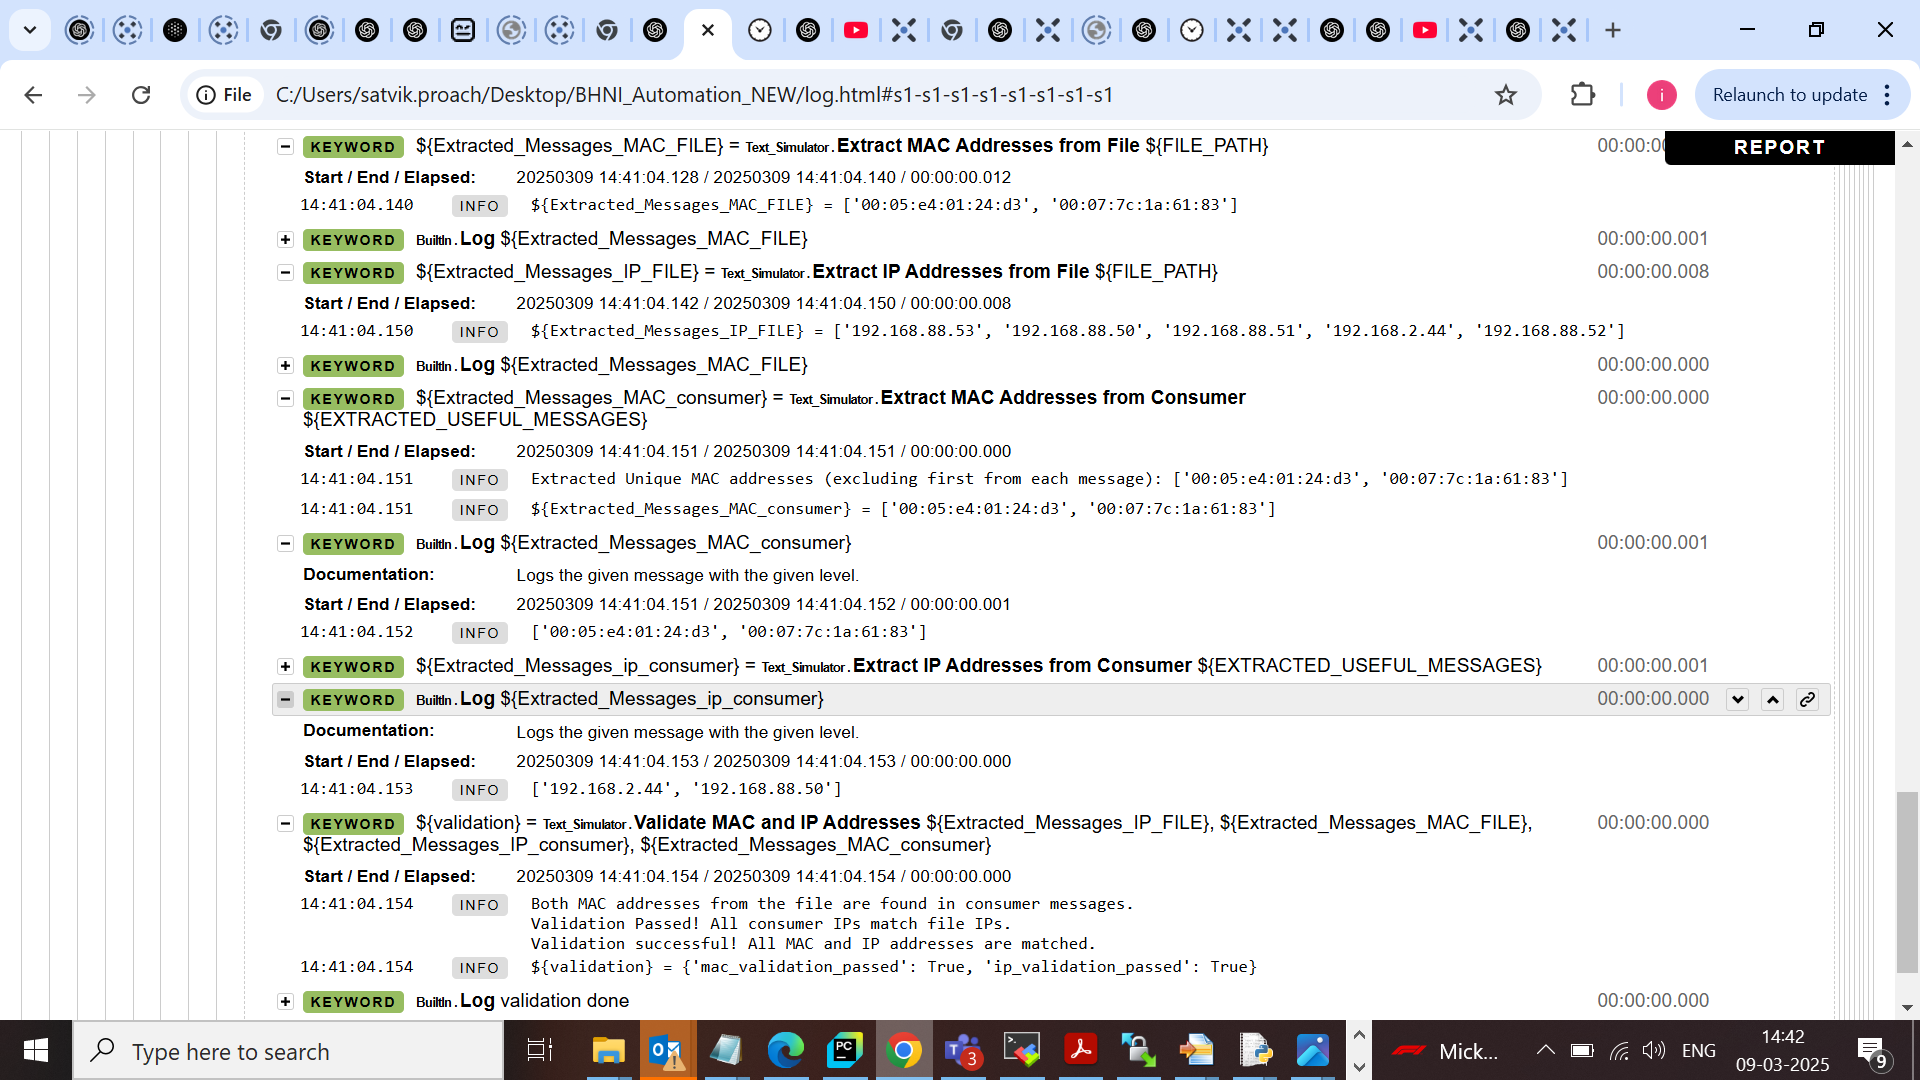 File
C:/Users/satvik.proach/Desktop/BHNI_Automation_NEW/log.html#s1-s1-s1-s1-s1-s1-s1-s1
i
Relaunch to update
REPORT
KEYWORD ${Extracted_Messages_MAC_FILE} = Text_Simulator.Extract MAC Addresses from File ${FILE_PATH} 00:00:0
Start / End / Elapsed: 20250309 14:41:04.128 / 20250309 14:41:04.140 / 00:00:00.012
14:41:04.140 INFO ${Extracted_Messages_MAC_FILE} = ['00:05:e4:01:24:d3', '00:07:7c:1a:61:83']
KEYWORD BuiltIn.Log ${Extracted_Messages_MAC_FILE} 00:00:00.001
KEYWORD ${Extracted_Messages_IP_FILE} = Text_Simulator.Extract IP Addresses from File ${FILE_PATH} 00:00:00.008
Start / End / Elapsed: 20250309 14:41:04.142 / 20250309 14:41:04.150 / 00:00:00.008
14:41:04.150 INFO ${Extracted_Messages_IP_FILE} = ['192.168.88.53', '192.168.88.50', '192.168.88.51', '192.168.2.44', '192.168.88.52']
KEYWORD BuiltIn.Log ${Extracted_Messages_MAC_FILE} 00:00:00.000
KEYWORD ${Extracted_Messages_MAC_consumer} = Text_Simulator.Extract MAC Addresses from Consumer 00:00:00.000
${EXTRACTED_USEFUL_MESSAGES}
Start / End / Elapsed: 20250309 14:41:04.151 / 20250309 14:41:04.151 / 00:00:00.000
14:41:04.151 INFO Extracted Unique MAC addresses (excluding first from each message): ['00:05:e4:01:24:d3', '00:07:7c:1a:61:83']
14:41:04.151 INFO ${Extracted_Messages_MAC_consumer} = ['00:05:e4:01:24:d3', '00:07:7c:1a:61:83']
KEYWORD BuiltIn.Log ${Extracted_Messages_MAC_consumer} 00:00:00.001
Documentation: Logs the given message with the given level.
Start / End / Elapsed: 20250309 14:41:04.151 / 20250309 14:41:04.152 / 00:00:00.001
14:41:04.152 INFO ['00:05:e4:01:24:d3', '00:07:7c:1a:61:83']
KEYWORD ${Extracted_Messages_ip_consumer} = Text_Simulator.Extract IP Addresses from Consumer ${EXTRACTED_USEFUL_MESSAGES} 00:00:00.001
KEYWORD BuiltIn.Log ${Extracted_Messages_ip_consumer} 00:00:00.000
Documentation: Logs the given message with the given level.
Start / End / Elapsed: 20250309 14:41:04.153 / 20250309 14:41:04.153 / 00:00:00.000
14:41:04.153 INFO ['192.168.2.44', '192.168.88.50']
KEYWORD ${validation} = Text_Simulator.Validate MAC and IP Addresses ${Extracted_Messages_IP_FILE}, ${Extracted_Messages_MAC_FILE}, 00:00:00.000
${Extracted_Messages_IP_consumer}, ${Extracted_Messages_MAC_consumer}
Start / End / Elapsed: 20250309 14:41:04.154 / 20250309 14:41:04.154 / 00:00:00.000
14:41:04.154 INFO Both MAC addresses from the file are found in consumer messages.
Validation Passed! All consumer IPs match file IPs.
Validation successful! All MAC and IP addresses are matched.
14:41:04.154 INFO ${validation} = {'mac_validation_passed': True, 'ip_validation_passed': True}
KEYWORD BuiltIn.Log validation done 00:00:00.000
Type here to search
PC
3
Mick...
ENG
14:42
09-03-2025
9